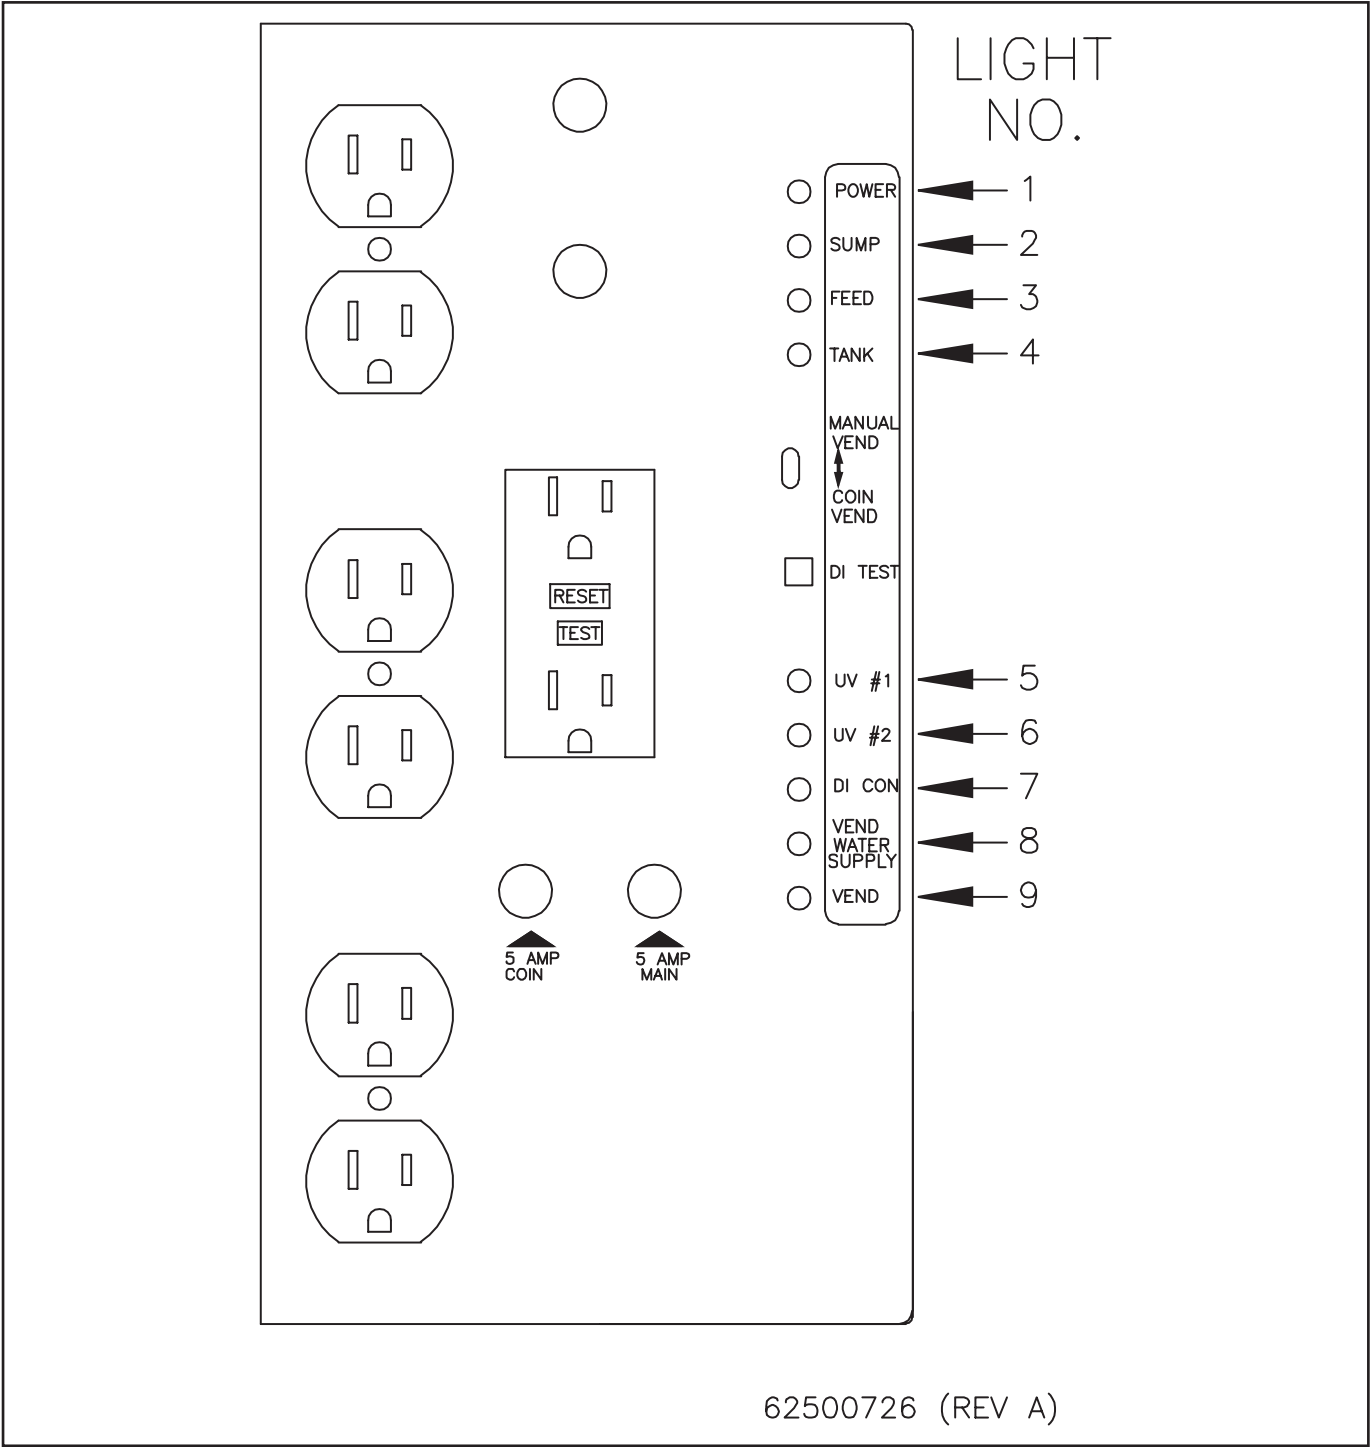 LIGHT
NO.
POWER 1
SUMP 2
FEED 3
TANK 4
MANUAL
VEND
COIN
VEND
DI TEST
RESET
TEST
UV #1 5
UV #2 6
DI CON 7
VEND
WATER 8
SUPPLY
VEND 9
5 AMP
COIN
5 AMP
MAIN
62500726 (REV A)